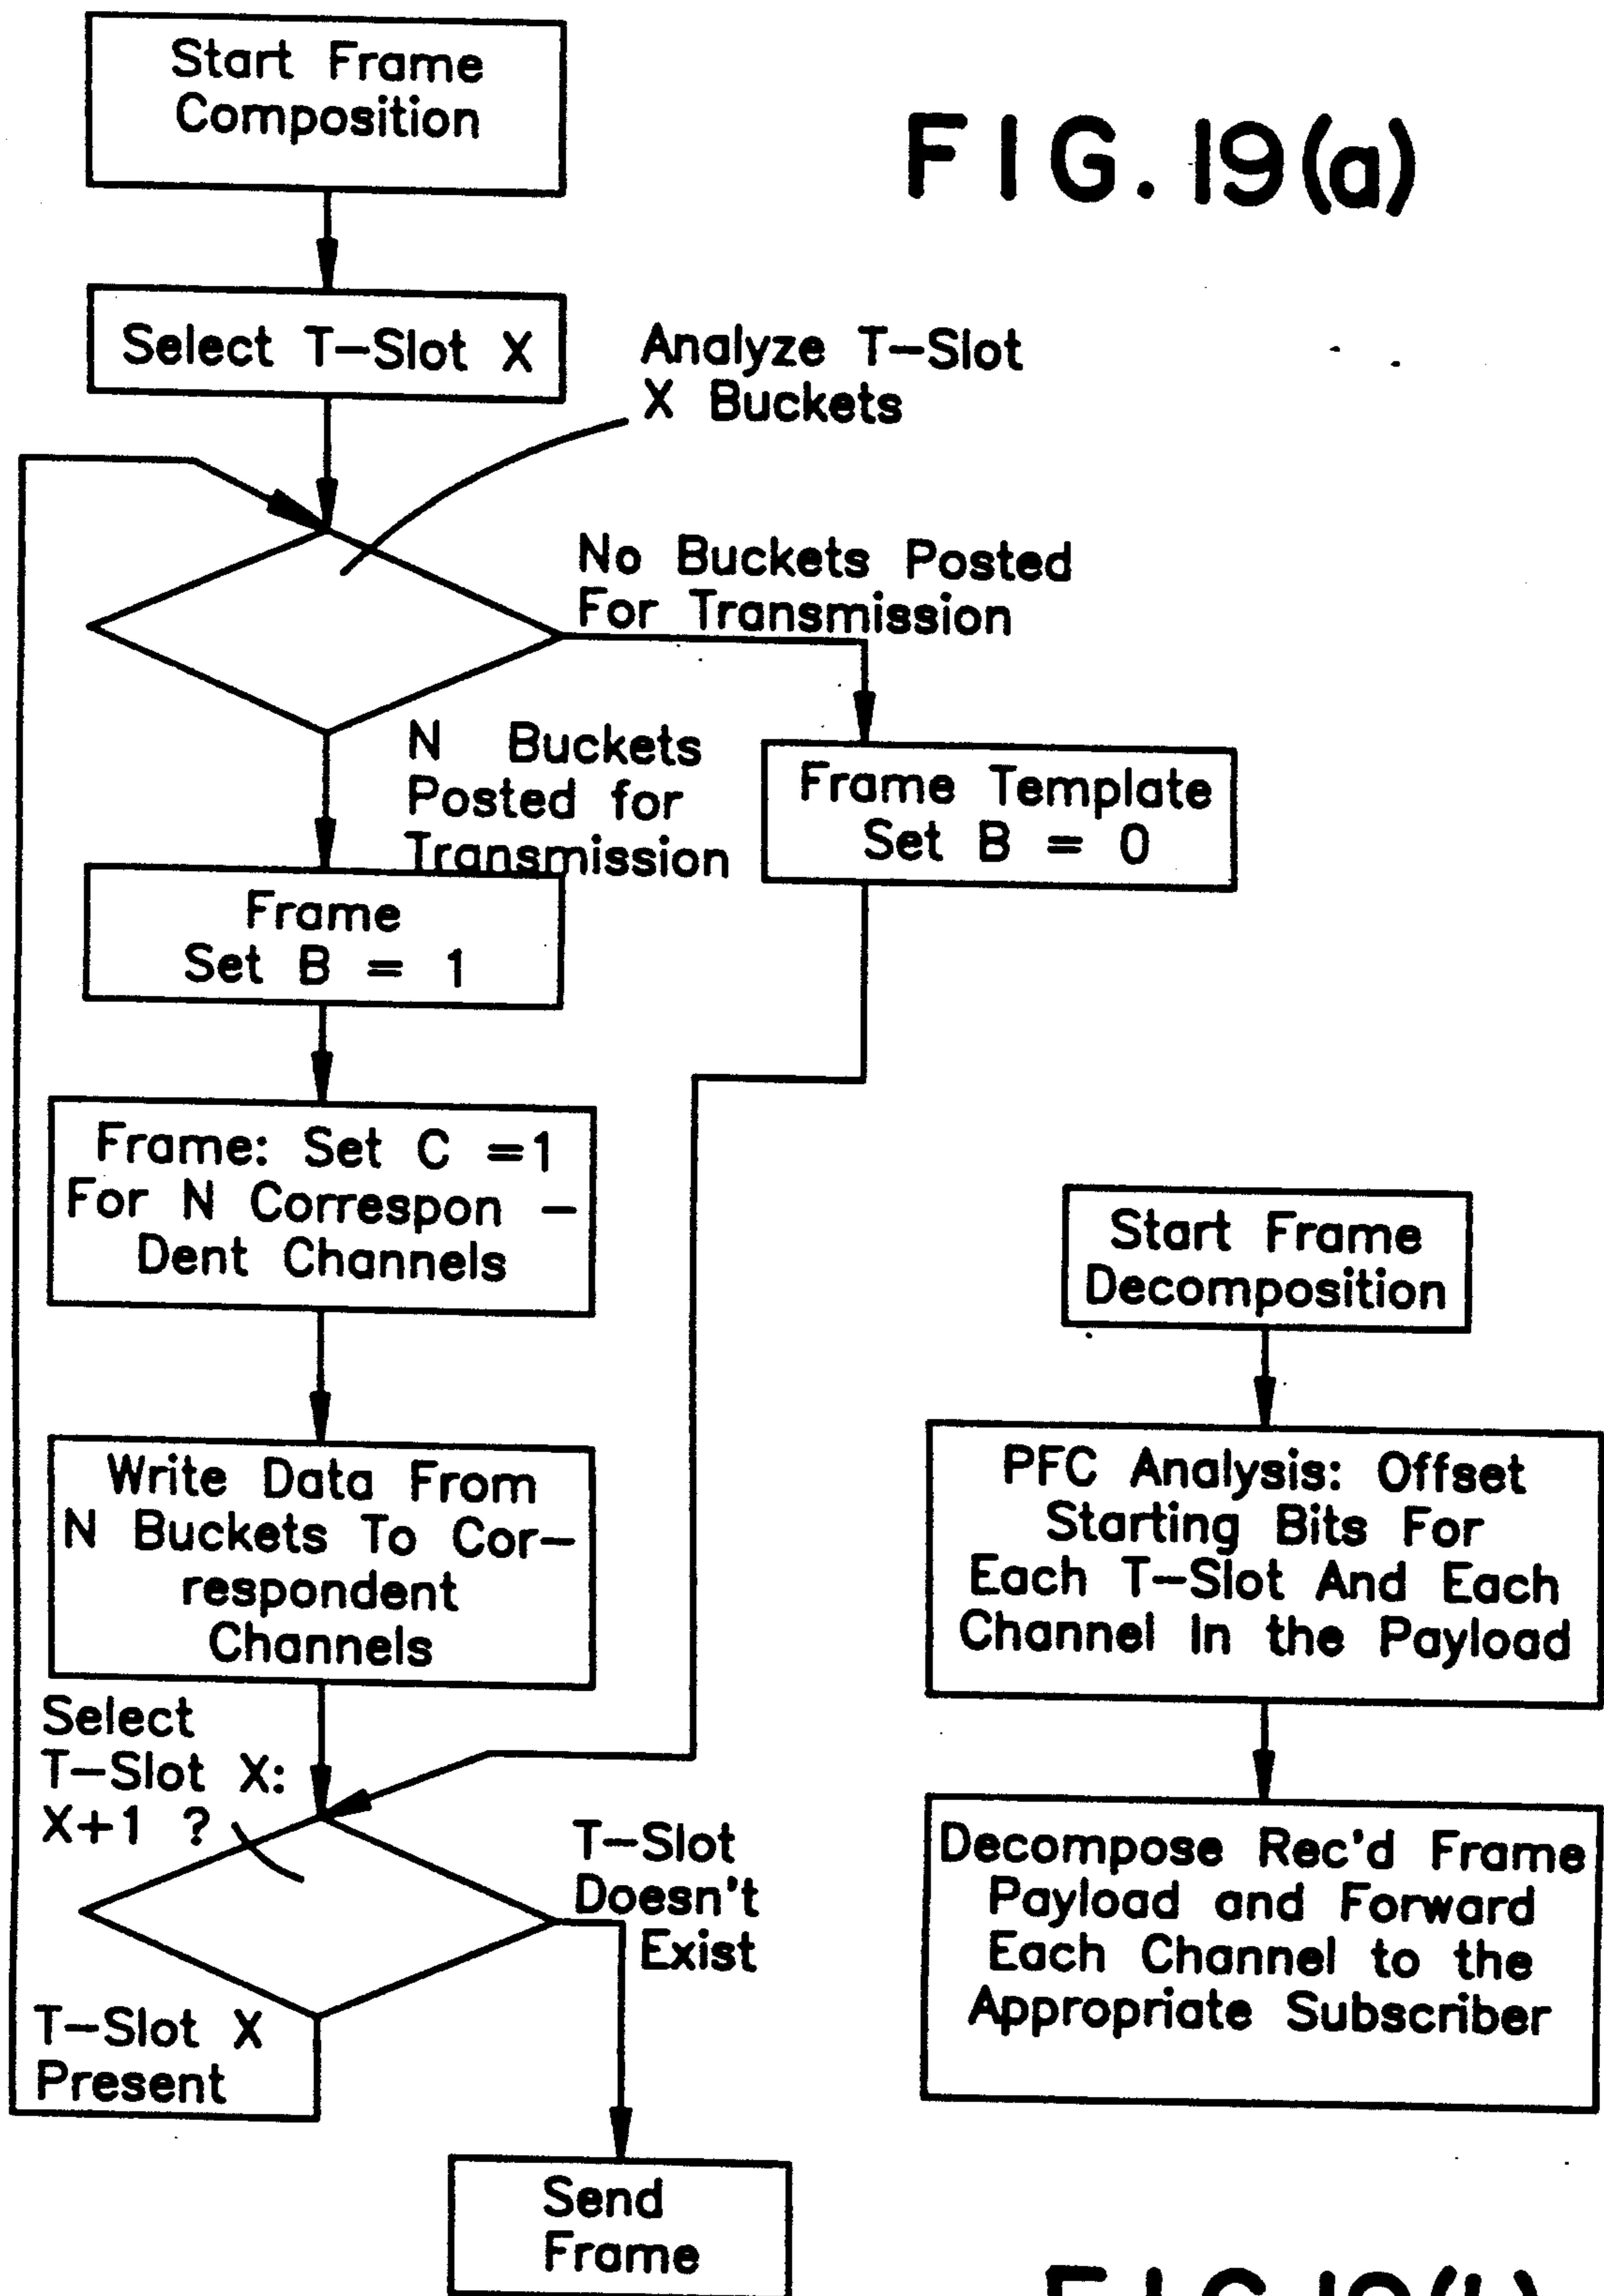 Start Frame
Composition
FIG. 19(a)
Select T-Slot X
Analyze T-Slot
X Buckets
No Buckets Posted
For Transmission
N Buckets
Posted for
Transmission
Frame Template
Set B = 0
Frame
Set B = 1
Frame: Set C =1
For N Correspon -
Dent Channels
Write Data From
N Buckets To Cor-
respondent
Channels
Select
T-Slot X:
X+1 ?
T-Slot
Doesn't
Exist
T-Slot X
Present
Send
Frame
Start Frame
Decomposition
PFC Analysis: Offset
Starting Bits For
Each T-Slot And Each
Channel In the Payload
Decompose Rec'd Frame
Payload and Forward
Each Channel to the
Appropriate Subscriber